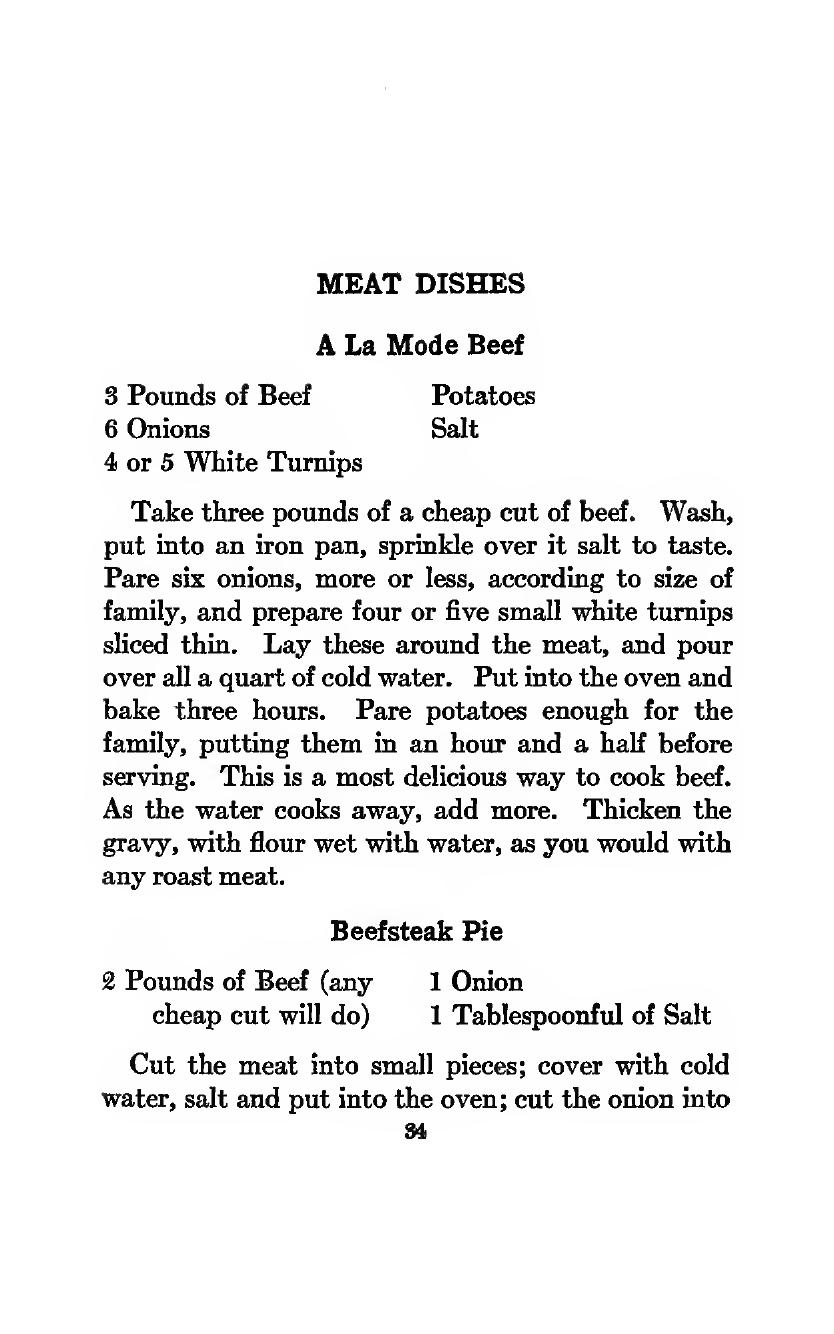 MEAT DISHES
A La Mode Beef
3 Pounds of Beef Potatoes
6 Onions Salt
4 or 5 White Turnips
Take three pounds of a cheap cut of beef. Wash,
put into an iron pan, sprinkle over it salt to taste.
Pare six onions, more or less, according to size of
family, and prepare four or five small white turnips
sliced thin. Lay these around the meat, and pour
over all a quart of cold water. Put into the oven and
bake three hours. Pare potatoes enough for the
family, putting them in an hour and a half before
serving. This is a most delicious way to cook beef.
As the water cooks away, add more. Thicken the
gravy, with flour wet with water, as you would with
any roast meat.
Beefsteak Pie
2 Pounds of Beef (any 1 Onion
cheap cut will do) 1 Tablespoonful of Salt
Cut the meat into small pieces; cover with cold
water, salt and put into the oven; cut the onion into
34